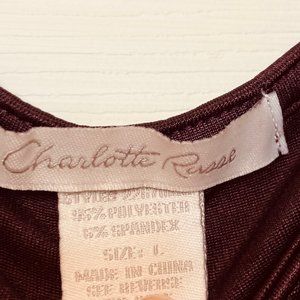 Charlotte Russe
95% POLYESTER
5% SPANDEX
SIZE: L
MADE IN CHINA
SEE REVERSE